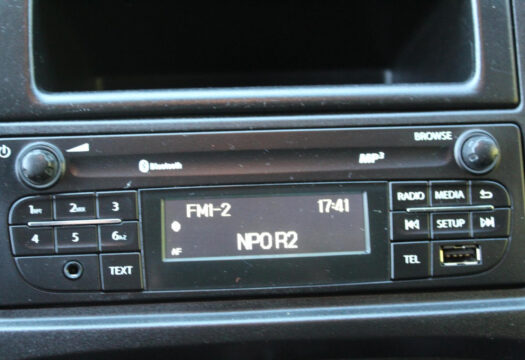 BROWSE
Bluetooth MP3
1 2 3
RADIO MEDIA
FM1-2 17:41
4 5 6
SETUP
AF
NPO R2
TEXT
TEL